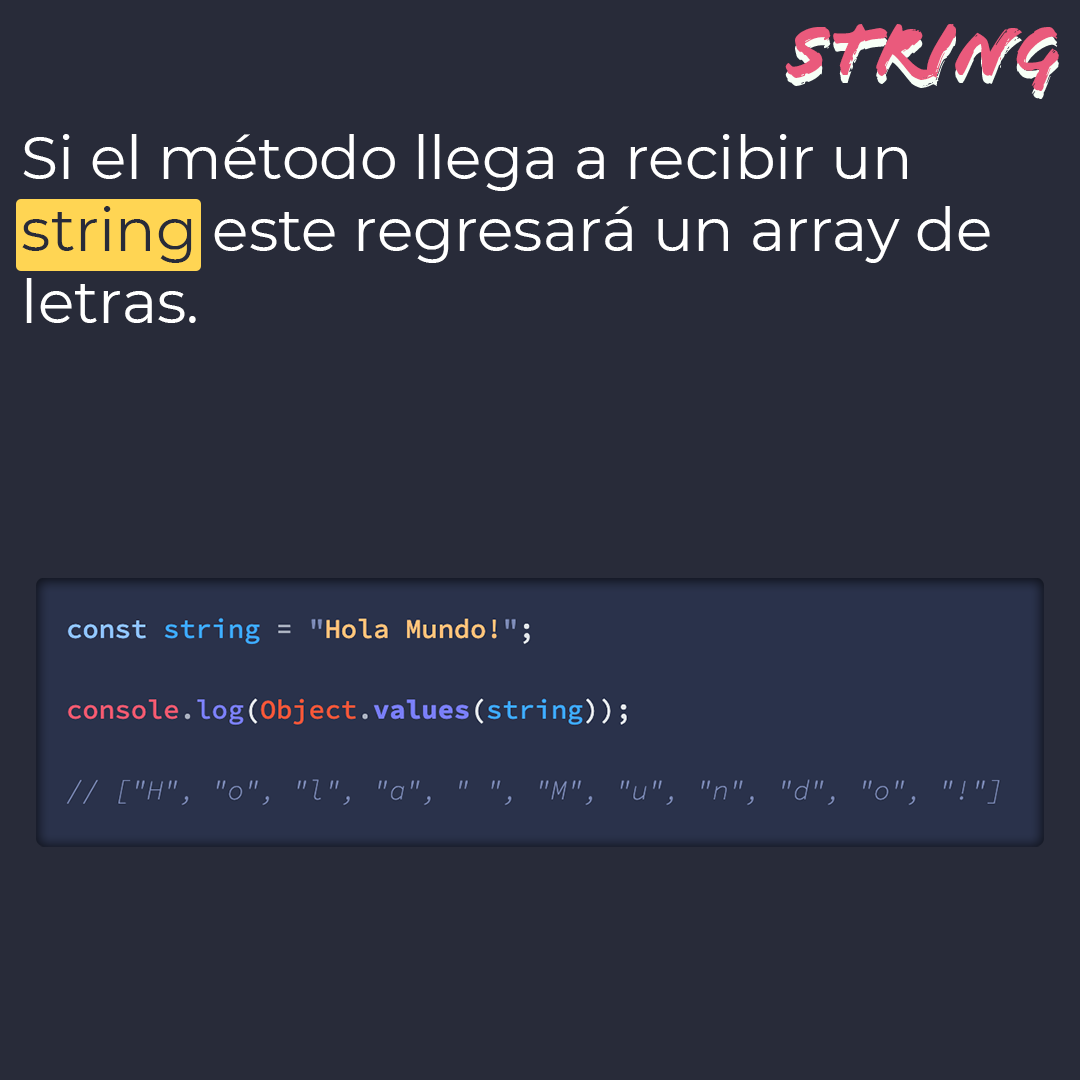 STRING
Si el método llega a recibir un
string este regresará un array de
letras.
const string = "Hola Mundo!";
console.log(Object.values(string));
// ["H", "o", "l", "a", " ", "M", "u", "n", "d", "o", "!"]